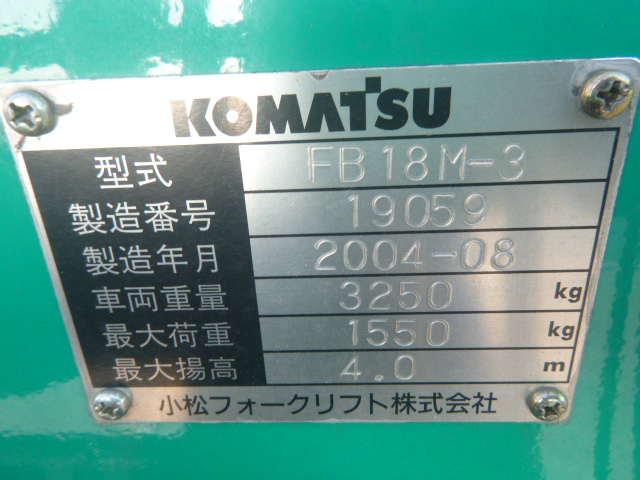 KOMATSU
型式 FB18M-3
製造番号 19059
製造年月 2004-08
車両重量 3250 kg
最大荷重 1550 kg
最大揚高 4.0 m
小松フォークリフト株式会社